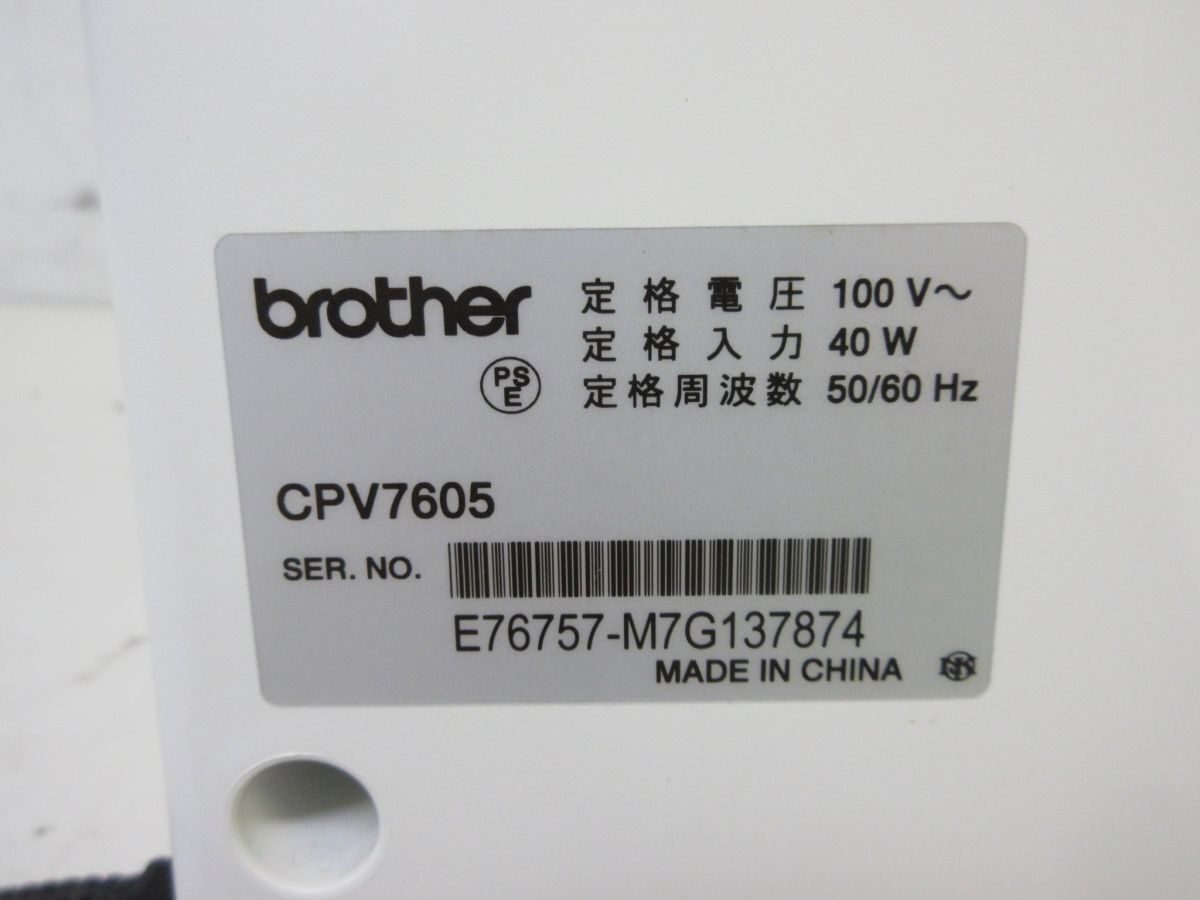 brother
定格電圧 100 V～
定格入力 40 W
PSE
定格周波数 50/60 Hz
CPV7605
SER. NO.
E76757-M7G137874
MADE IN CHINA